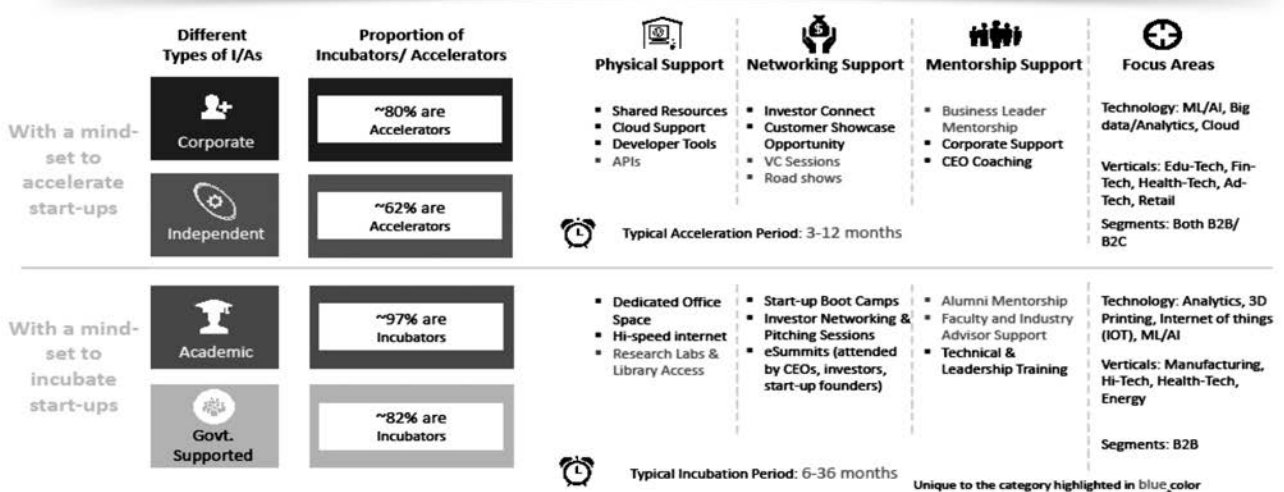 Different
Types of I/As
Proportion of
Incubators/ Accelerators
Physical Support
Networking Support
Mentorship Support
Focus Areas
With a mind-
set to
accelerate
start-ups
Corporate
~80% are
Accelerators
Independent
~62% are
Accelerators
▪ Shared Resources
▪ Cloud Support
▪ Developer Tools
▪ APIs
▪ Investor Connect
▪ Customer Showcase
Opportunity
▪ VC Sessions
▪ Road shows
▪ Business Leader
Mentorship
▪ Corporate Support
▪ CEO Coaching
Technology: ML/AI, Big
data/Analytics, Cloud
Verticals: Edu-Tech, Fin-
Tech, Health-Tech, Ad-
Tech, Retail
Segments: Both B2B/
B2C
Typical Acceleration Period: 3-12 months
With a mind-
set to
incubate
start-ups
Academic
~97% are
Incubators
Govt.
Supported
~82% are
Incubators
▪ Dedicated Office
Space
▪ Hi-speed internet
▪ Research Labs &
Library Access
▪ Start-up Boot Camps
▪ Investor Networking &
Pitching Sessions
▪ eSummits (attended
by CEOs, investors,
start-up founders)
▪ Alumni Mentorship
▪ Faculty and Industry
Advisor Support
▪ Technical &
Leadership Training
Technology: Analytics, 3D
Printing, Internet of things
(IOT), ML/AI
Verticals: Manufacturing,
Hi-Tech, Health-Tech,
Energy
Segments: B2B
Typical Incubation Period: 6-36 months
Unique to the category highlighted in blue color